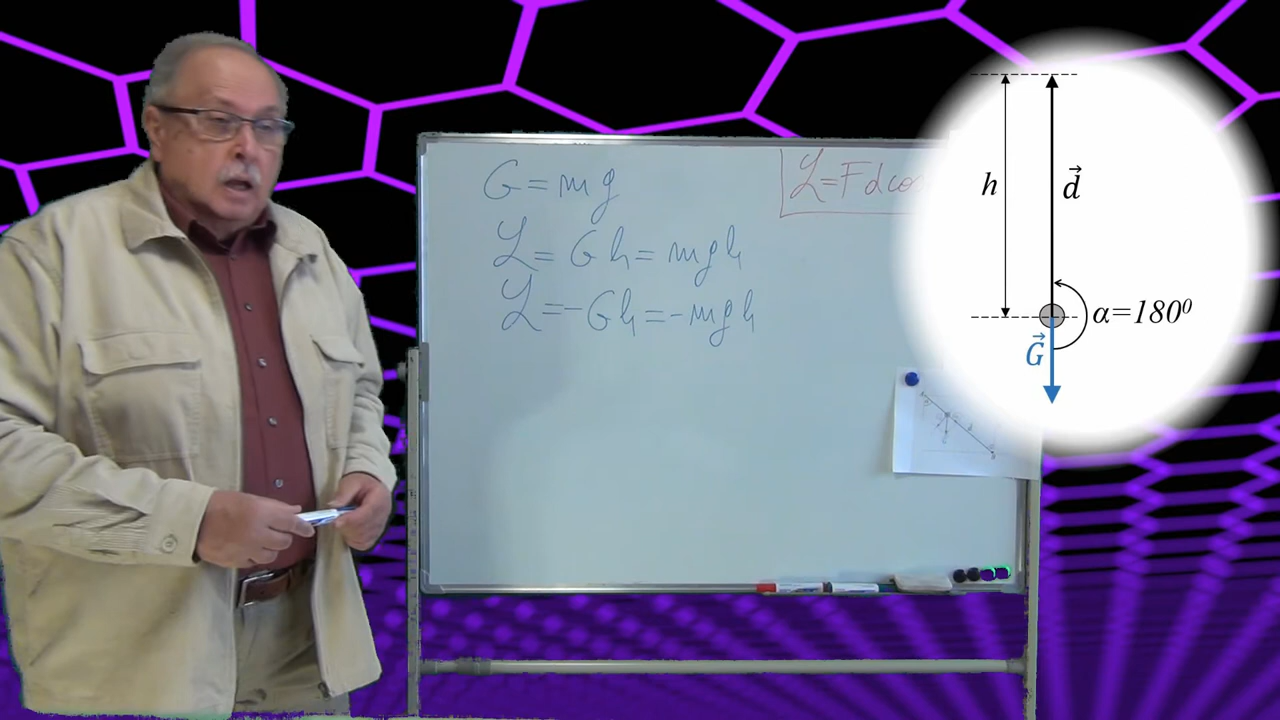 G = mg
L = Gh = mgh
L = -Gh = -mgh
L=Fdco
h
d⃗
α=180⁰
G⃗